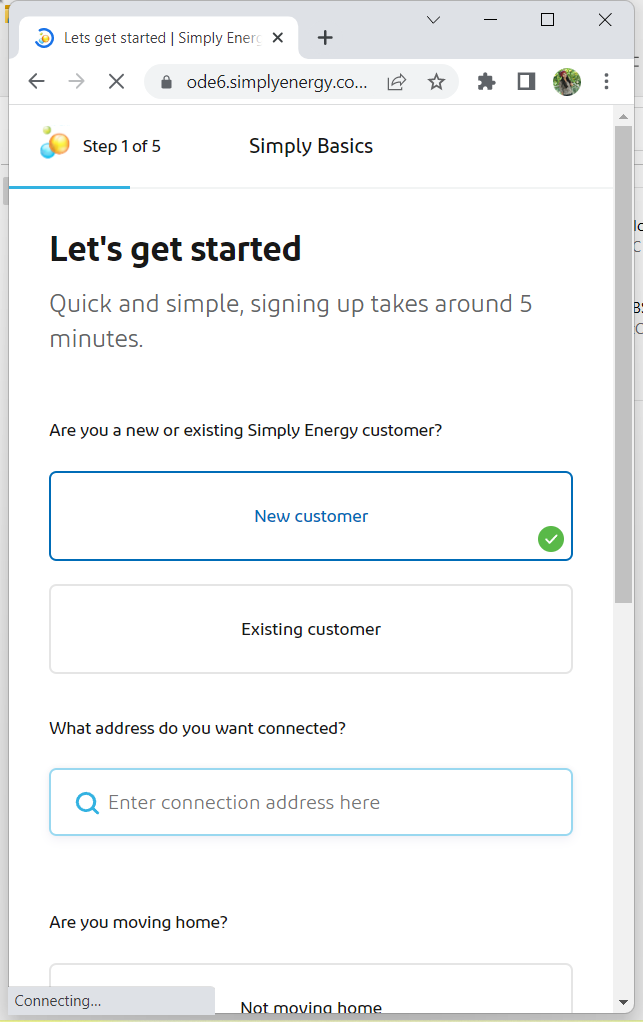 Lets get started | Simply Energ
ode6.simplyenergy.co...
Step 1 of 5
Simply Basics
Let's get started
Quick and simple, signing up takes around 5
minutes.
Are you a new or existing Simply Energy customer?
New customer
Existing customer
What address do you want connected?
Enter connection address here
Are you moving home?
Not moving home
Connecting...